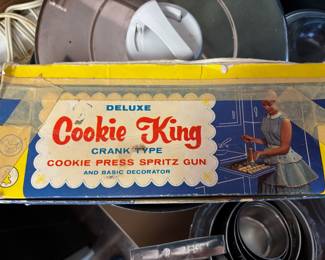 DELUXE
Cookie King
CRANK TYPE
COOKIE PRESS SPRITZ GUN
AND BASIC DECORATOR